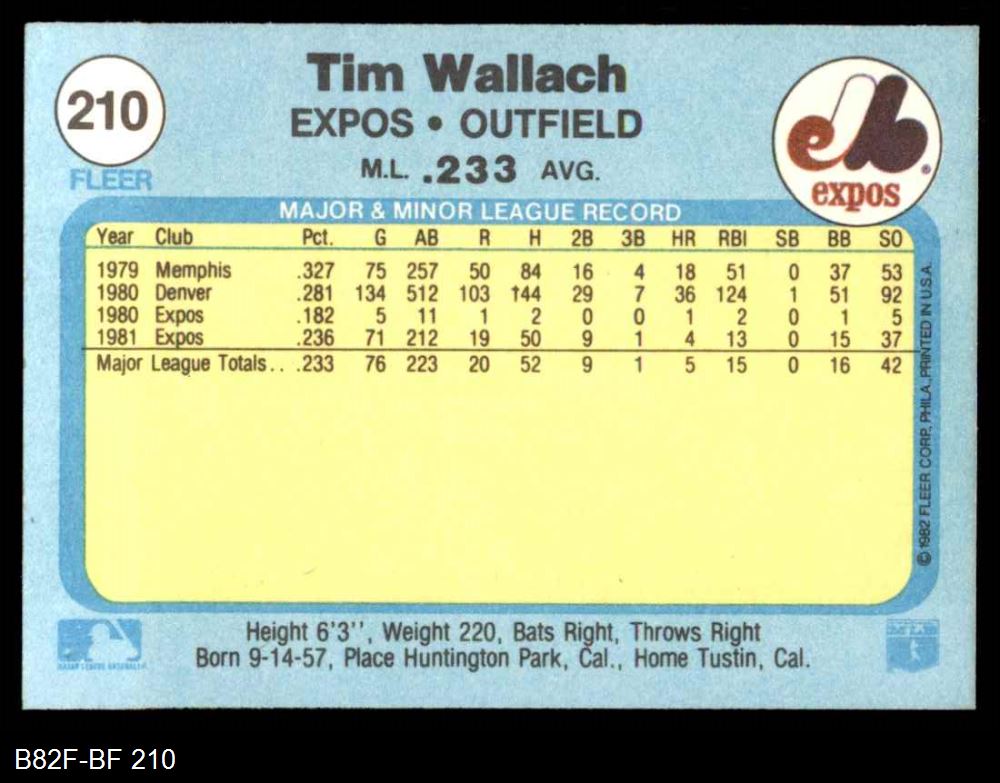 210
FLEER
Tim Wallach
EXPOS • OUTFIELD
M.L. .233 AVG.
expos
MAJOR & MINOR LEAGUE RECORD
Year Club Pct. G AB R H 2B 3B HR RBI SB BB SO
1979 Memphis .327 75 257 50 84 16 4 18 51 0 37 53
1980 Denver .281 134 512 103 144 29 7 36 124 1 51 92
1980 Expos .182 5 11 1 2 0 0 1 2 0 1 5
1981 Expos .236 71 212 19 50 9 1 4 13 0 15 37
Major League Totals.. .233 76 223 20 52 9 1 5 15 0 16 42
© 1982 FLEER CORP., PHILA., PRINTED IN U.S.A.
Height 6'3'', Weight 220, Bats Right, Throws Right
Born 9-14-57, Place Huntington Park, Cal., Home Tustin, Cal.
MAJOR LEAGUE BASEBALL
B82F-BF 210